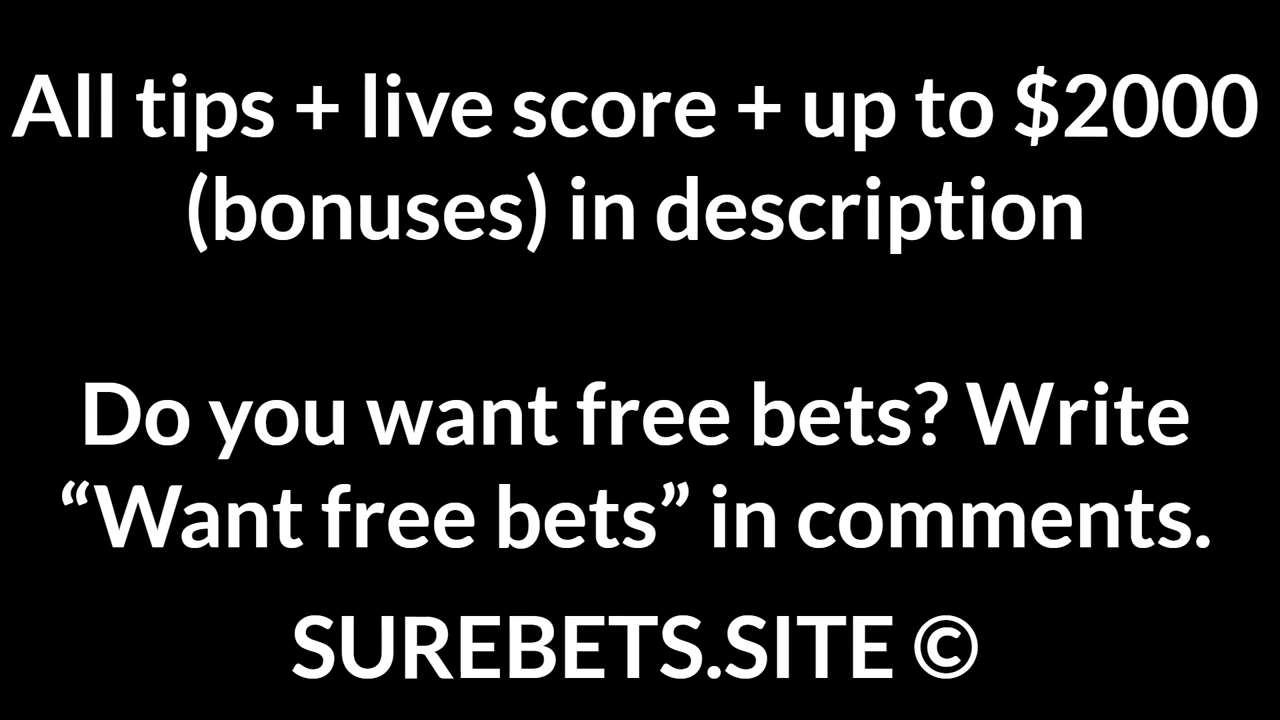 All tips + live score + up to $2000
(bonuses) in description
Do you want free bets? Write
“Want free bets” in comments.
SUREBETS.SITE ©